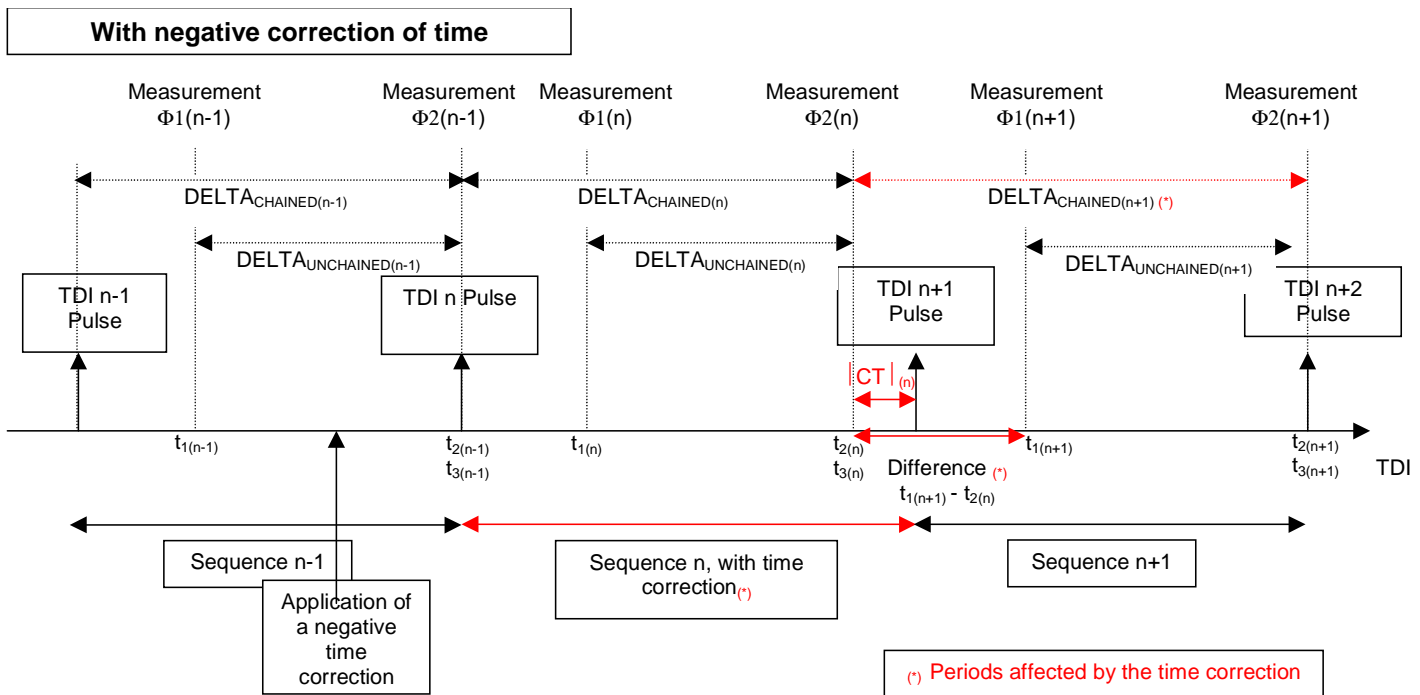 With negative correction of time
Measurement
Φ1(n-1)
Measurement
Φ2(n-1)
Measurement
Φ1(n)
Measurement
Φ2(n)
Measurement
Φ1(n+1)
Measurement
Φ2(n+1)
DELTACHAINED(n-1)
DELTACHAINED(n)
DELTACHAINED(n+1) (*)
DELTAUNCHAINED(n-1)
DELTAUNCHAINED(n)
DELTAUNCHAINED(n+1)
TDI n-1
Pulse
TDI n Pulse
TDI n+1
Pulse
TDI n+2
Pulse
|CT| (n)
t1(n-1)
t2(n-1)
t3(n-1)
t1(n)
t2(n)
t3(n)
Difference (*)
t1(n+1) - t2(n)
t1(n+1)
t2(n+1)
t3(n+1)
TDI
Sequence n-1
Sequence n, with time
correction(*)
Sequence n+1
Application of
a negative
time
correction
(*) Periods affected by the time correction